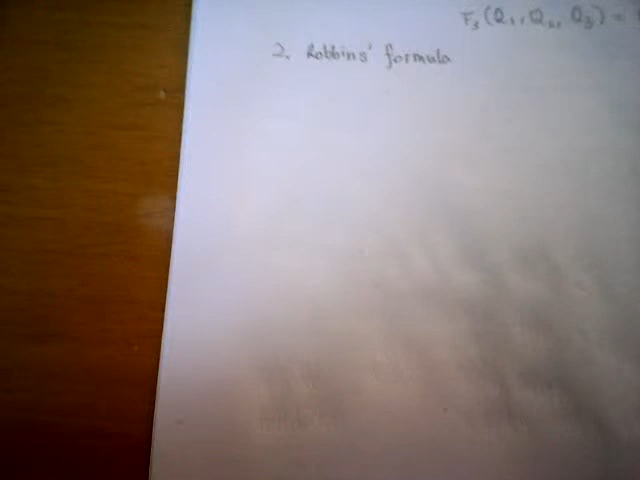 F₃(Q₁, Q₂, Q₃) =
2. Robbins' formula